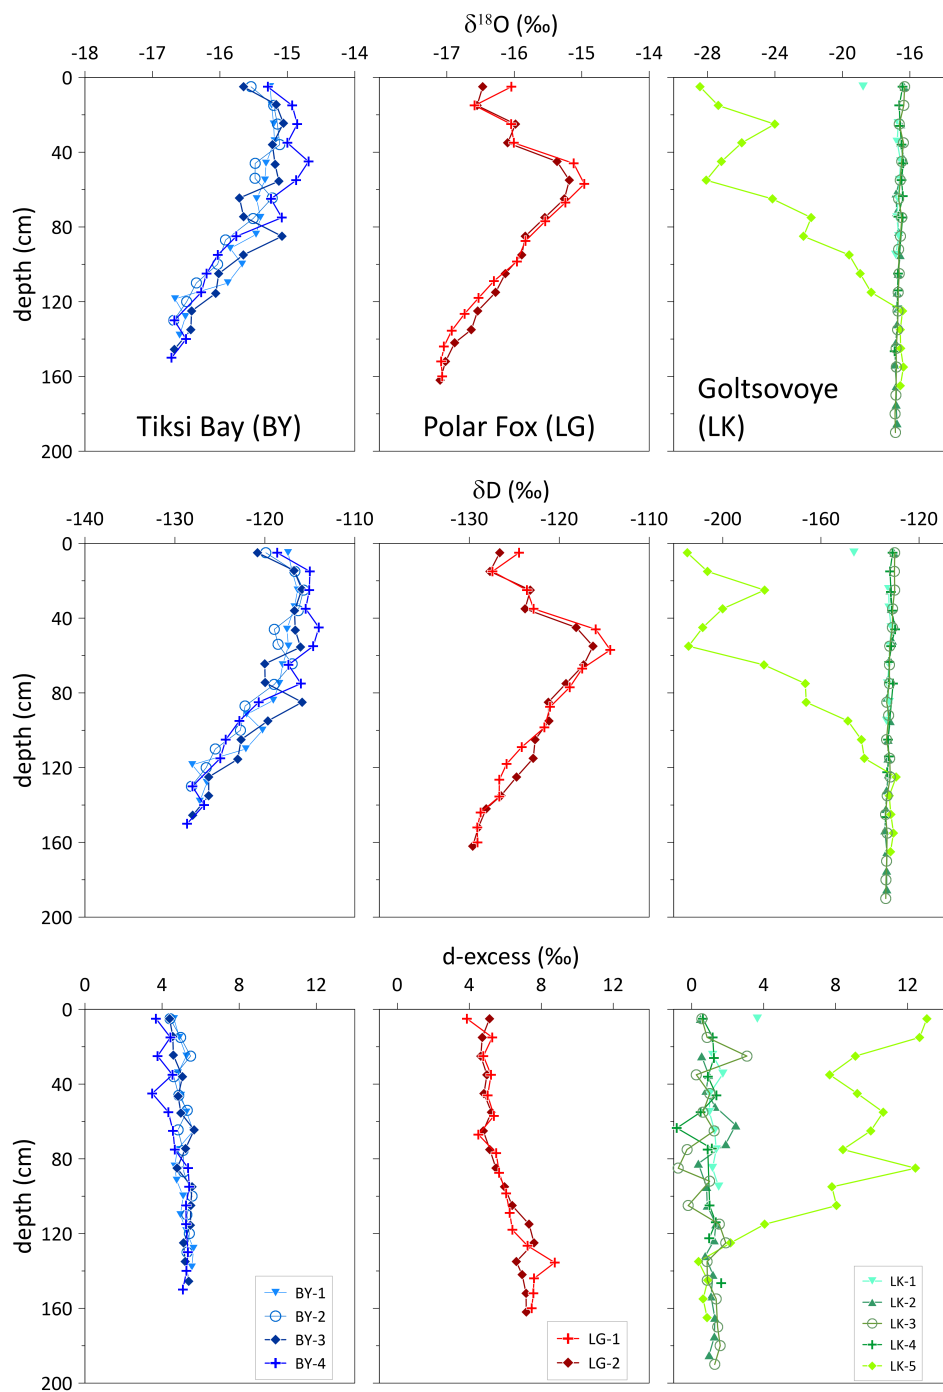 δ¹⁸O (‰)
-18 -17 -16 -15 -14
-17 -16 -15 -14
-28 -24 -20 -18 -16
0
40
80
120
160
200
depth (cm)
Tiksi Bay (BY)
Polar Fox (LG)
Goltsovoye
(LK)
δD (‰)
-140 -130 -120 -110
-130 -120 -110
-200 -160 -120
0
40
80
120
160
200
depth (cm)
d-excess (‰)
0 4 8 12
0 4 8 12
0 4 8 12
0
40
80
120
160
200
depth (cm)
BY-1
BY-2
BY-3
BY-4
LG-1
LG-2
LK-1
LK-2
LK-3
LK-4
LK-5